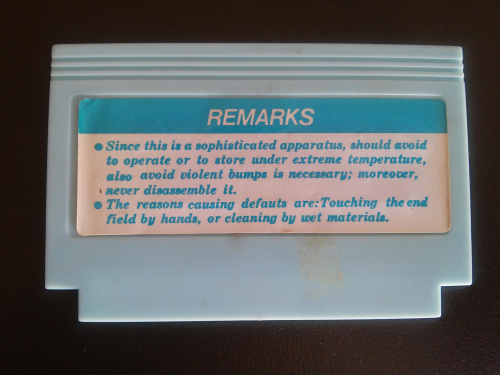 REMARKS
● Since this is a sophisticated apparatus, should avoid
to operate or to store under extreme temperature,
also avoid violent bumps is necessary; moreover,
never disassemble it.
● The reasons causing defauts are:Touching the end
field by hands, or cleaning by wet materials.